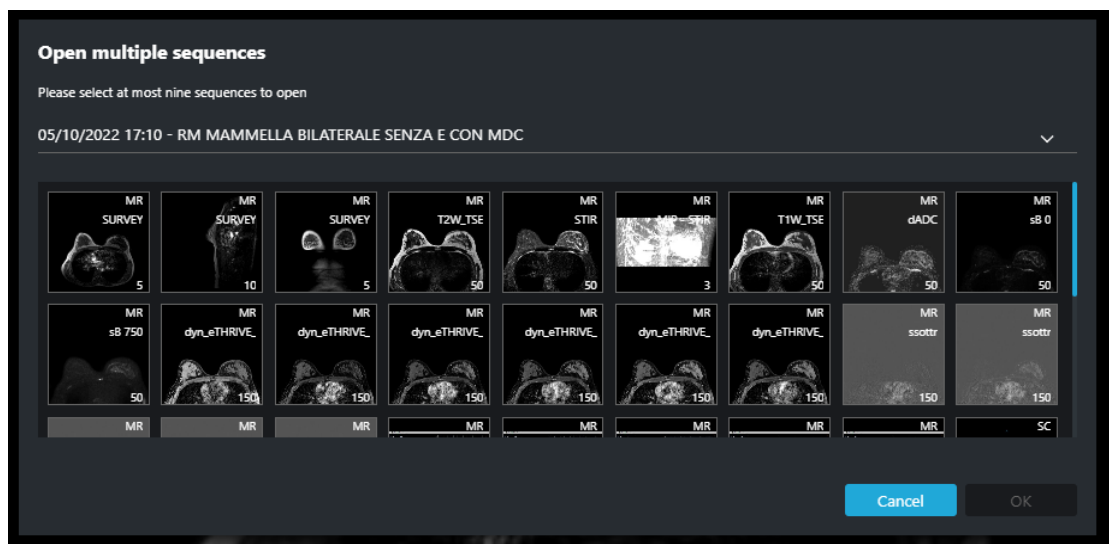 Open multiple sequences
Please select at most nine sequences to open
05/10/2022 17:10 - RM MAMMELLA BILATERALE SENZA E CON MDC
MR MR MR MR MR MR MR MR MR
SURVEY SURVEY SURVEY T2W_TSE STIR MIP - STIR T1W_TSE dADC sB 0
5 10 5 50 50 3 50 50 50
MR MR MR MR MR MR MR MR MR
sB 750 dyn_eTHRIVE_ dyn_eTHRIVE_ dyn_eTHRIVE_ dyn_eTHRIVE_ dyn_eTHRIVE_ dyn_eTHRIVE_ ssottr ssottr
50 150 150 150 150 150 150 150 150
MR MR MR MR MR MR MR MR SC
Cancel OK